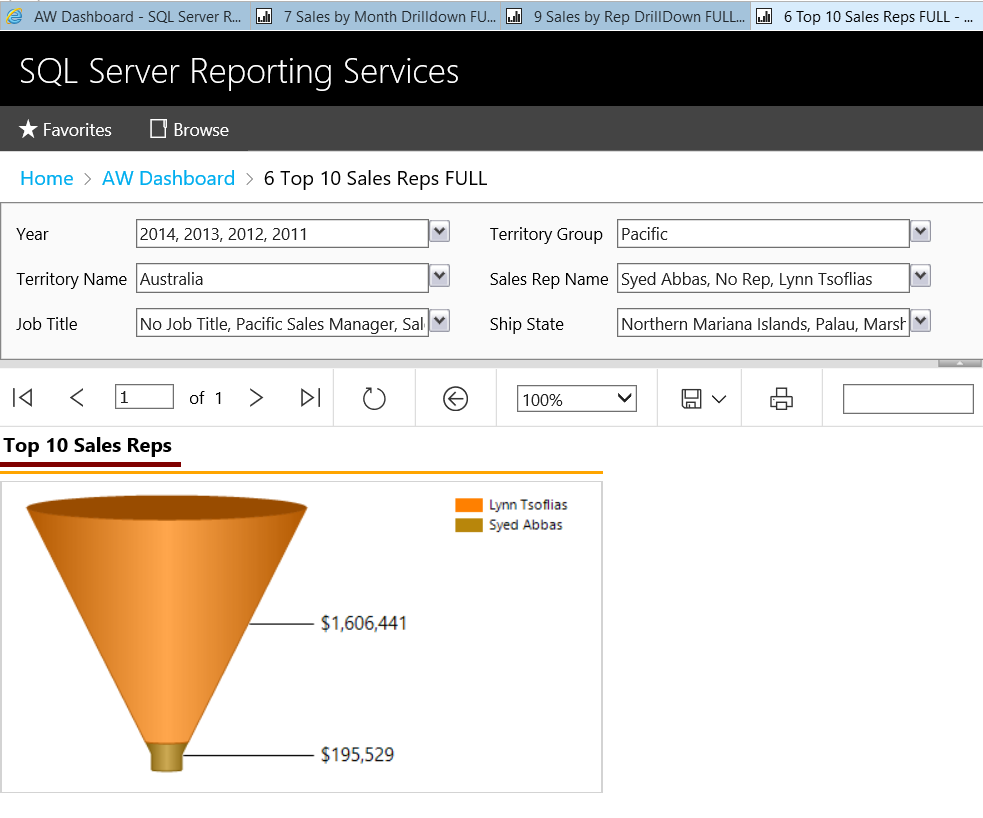 AW Dashboard - SQL Server R...
7 Sales by Month Drilldown FU...
9 Sales by Rep DrillDown FULL...
6 Top 10 Sales Reps FULL - ...
SQL Server Reporting Services
Favorites
Browse
Home > AW Dashboard > 6 Top 10 Sales Reps FULL
Year
2014, 2013, 2012, 2011
Territory Group
Pacific
Territory Name
Australia
Sales Rep Name
Syed Abbas, No Rep, Lynn Tsoflias
Job Title
No Job Title, Pacific Sales Manager, Sal
Ship State
Northern Mariana Islands, Palau, Marsh
1
of 1
100%
Top 10 Sales Reps
Lynn Tsoflias
Syed Abbas
$1,606,441
$195,529